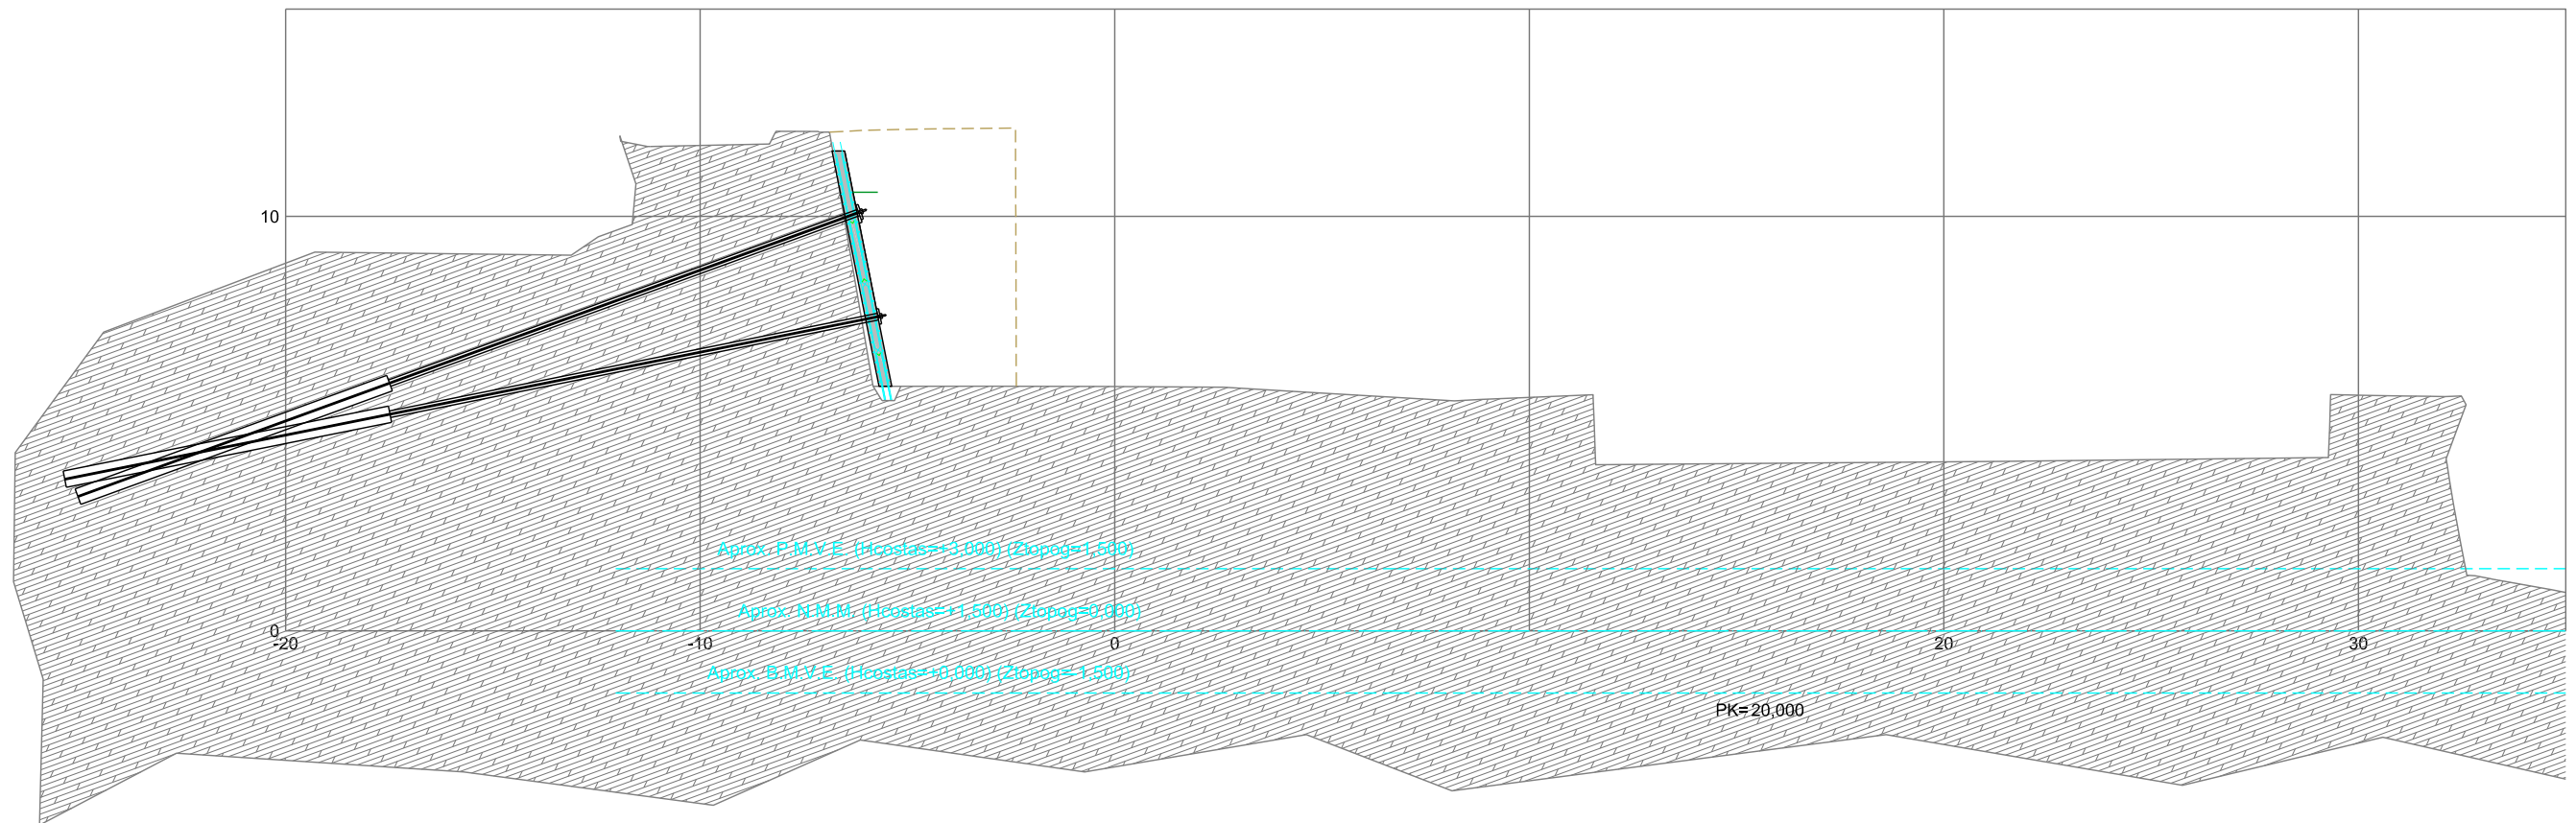 10
Aprox. P.M.V.E. (Hcostas=+3,000) (Ztopog=1,500)
Aprox. N.M.M. (Hcostas=+1,500) (Ztopog=0,000)
0
-20
-10
0
20
30
Aprox. B.M.V.E. (Hcostas=+0,000) (Ztopog=-1,500)
PK=20,000